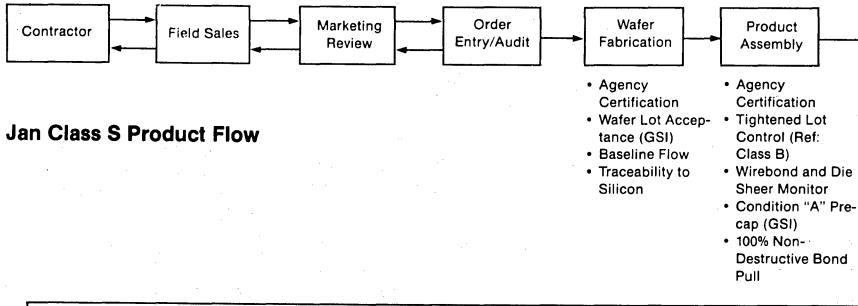 Contractor
Field Sales
Marketing
Review
Order
Entry/Audit
Wafer
Fabrication
Product
Assembly
Jan Class S Product Flow
• Agency
Certification
• Wafer Lot Accep-
tance (GSI)
• Baseline Flow
• Traceability to
Silicon
• Agency
Certification
• Tightened Lot
Control (Ref:
Class B)
• Wirebond and Die
Sheer Monitor
• Condition "A" Pre-
cap (GSI)
• 100% Non-
Destructive Bond
Pull